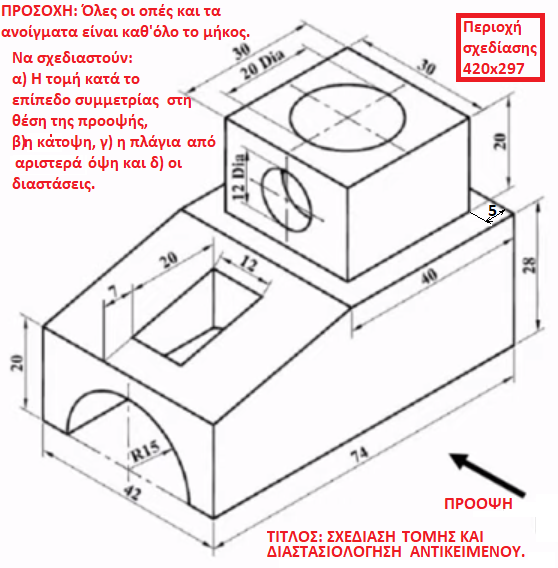 ΠΡΟΣΟΧΗ: Όλες οι οπές και τα
ανοίγματα είναι καθ'όλο το μήκος.
Να σχεδιαστούν:
α) Η τομή κατά το
επίπεδο συμμετρίας στη
θέση της προοψής,
β)η κάτοψη, γ) η πλάγια από
αριστερά όψη και δ) οι
διαστάσεις.
Περιοχή
σχεδίασης
420x297
30
20 Dia
30
20
12 Dia
5
20
12
7
40
28
20
R15
42
74
ΠΡΟΟΨΗ
ΤΙΤΛΟΣ: ΣΧΕΔΙΑΣΗ ΤΟΜΗΣ ΚΑΙ
ΔΙΑΣΤΑΣΙΟΛΟΓΗΣΗ ΑΝΤΙΚΕΙΜΕΝΟΥ.